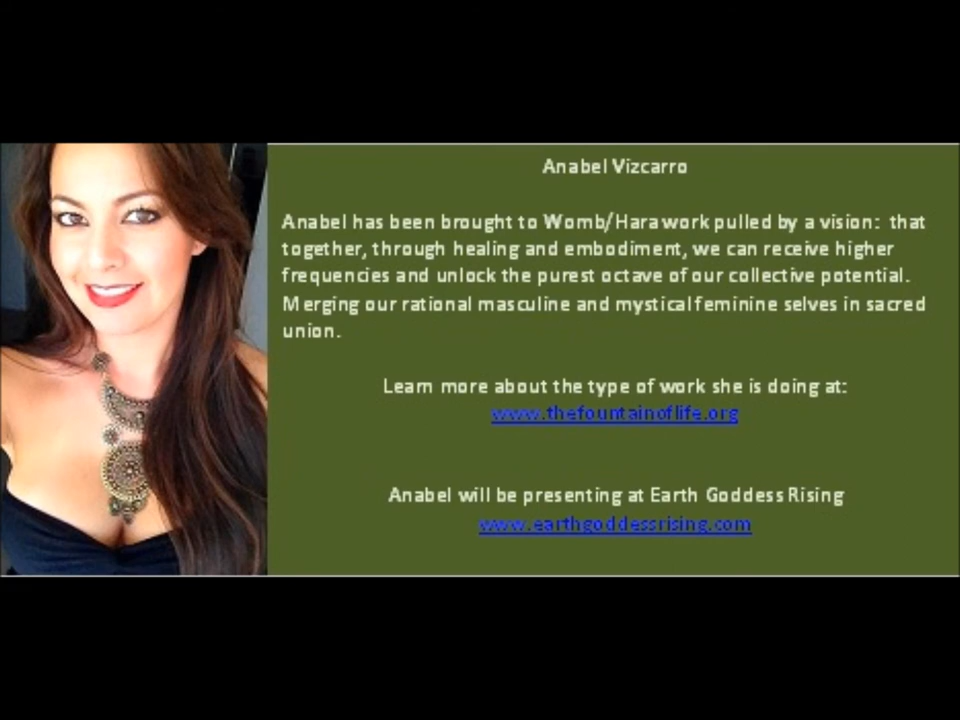 Anabel Vizcarro
Anabel has been brought to Womb/Hara work pulled by a vision: that
together, through healing and embodiment, we can receive higher
frequencies and unlock the purest octave of our collective potential.
Merging our rational masculine and mystical feminine selves in sacred
union.
Learn more about the type of work she is doing at:
www.thefountainoflife.org
Anabel will be presenting at Earth Goddess Rising
www.earthgoddessrising.com